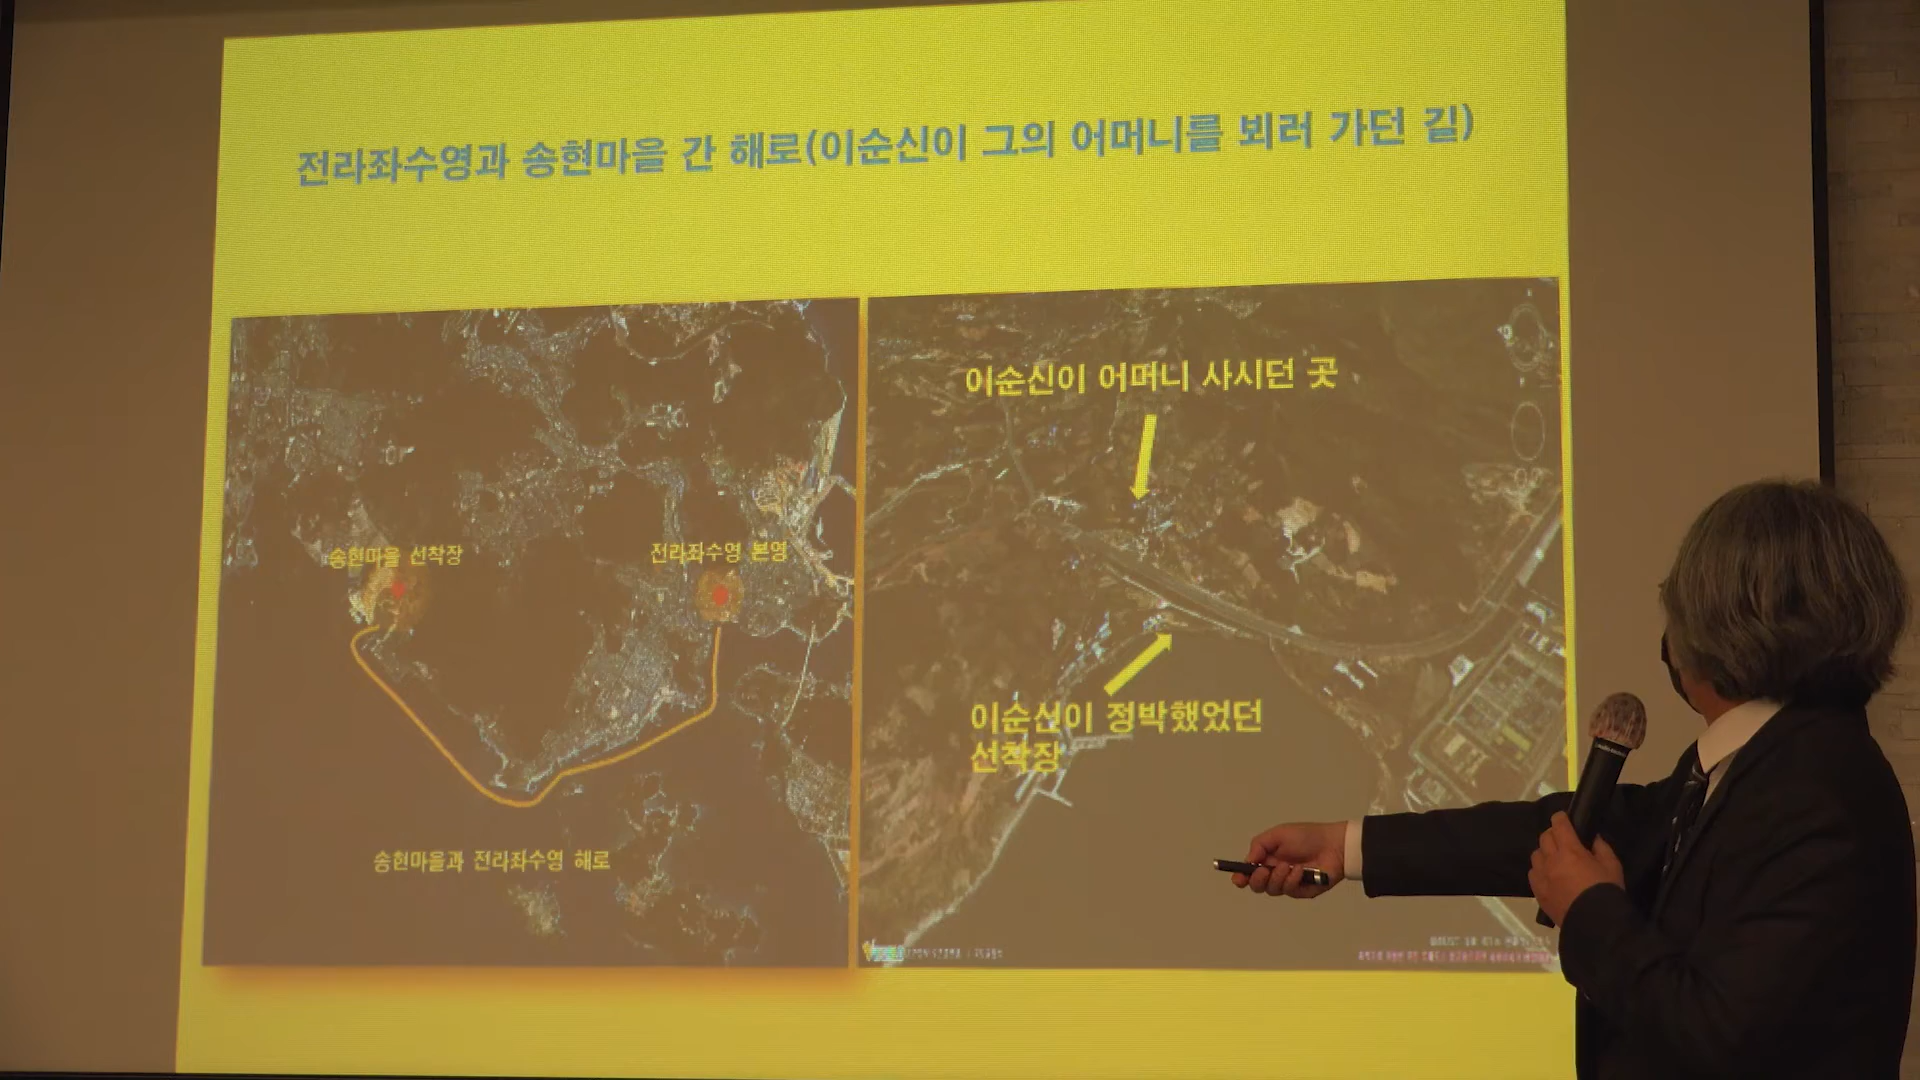 전라좌수영과 송현마을 간 해로(이순신이 그의 어머니를 뵈러 가던 길)
송현마을 선착장
전라좌수영 본영
송현마을과 전라좌수영 해로
이순신이 어머니 사시던 곳
이순신이 정박했었던
선착장